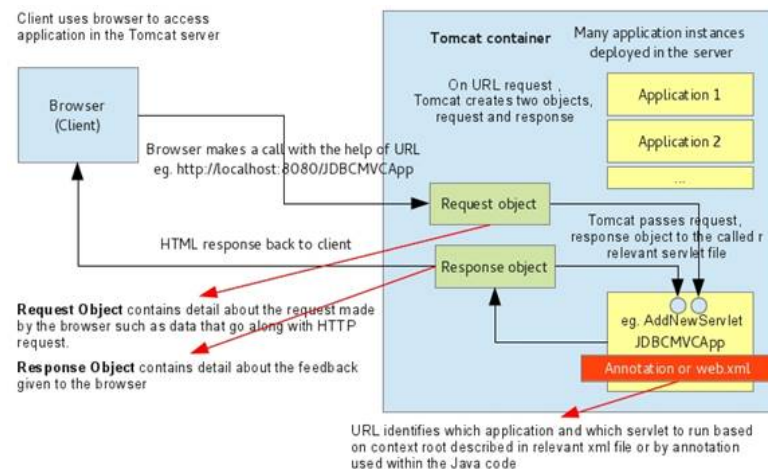 Client uses browser to access
application in the Tomcat server
Tomcat container
Many application instances
deployed in the server
Browser
(Client)
On URL request ,
Tomcat creates two objects,
request and response
Application 1
Application 2
...
Browser makes a call with the help of URL
eg. http://localhost:8080/JDBCMVCApp
Request object
HTML response back to client
Tomcat passes request,
response object to the called r
relevant servlet file
Response object
Request Object contains detail about the request made
by the browser such as data that go along with HTTP
request.
Response Object contains detail about the feedback
given to the browser
eg. AddNewServlet
JDBCMVCApp
Annotation or web.xml
URL identifies which application and which servlet to run based
on context root described in relevant xml file or by annotation
used within the Java code